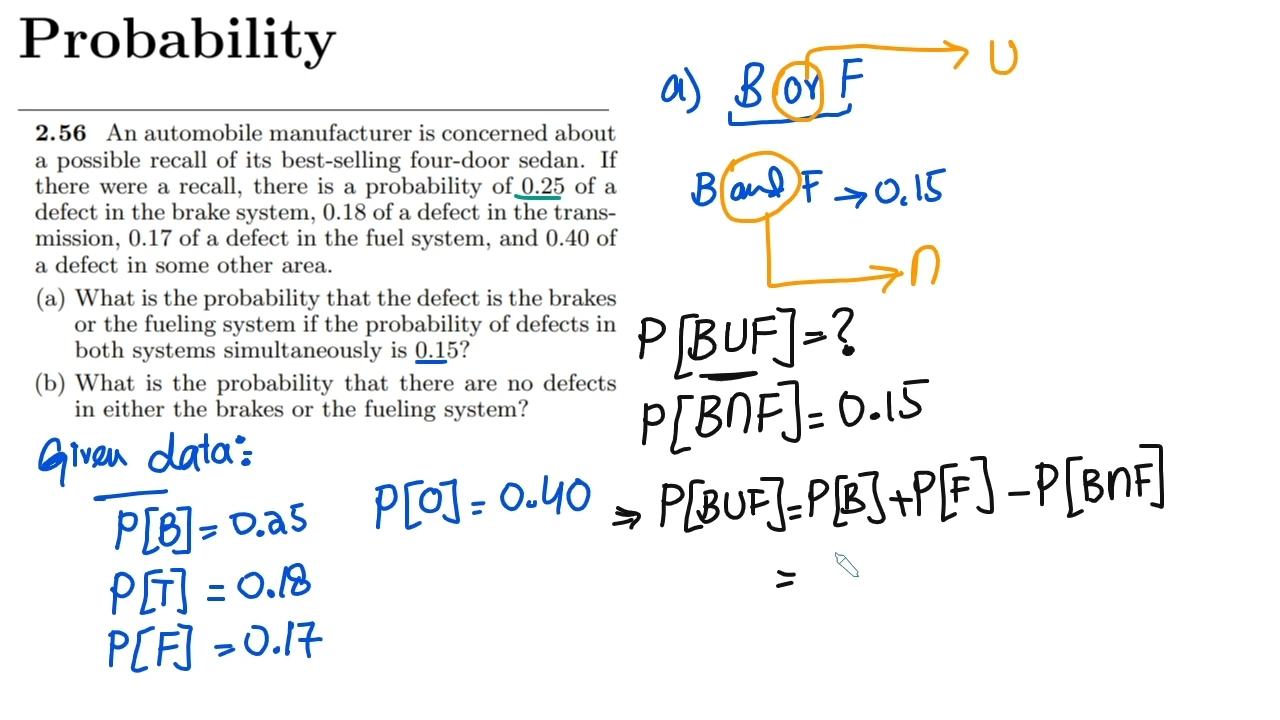 Probability
2.56 An automobile manufacturer is concerned about
a possible recall of its best-selling four-door sedan. If
there were a recall, there is a probability of 0.25 of a
defect in the brake system, 0.18 of a defect in the trans-
mission, 0.17 of a defect in the fuel system, and 0.40 of
a defect in some other area.
(a) What is the probability that the defect is the brakes
or the fueling system if the probability of defects in
both systems simultaneously is 0.15?
(b) What is the probability that there are no defects
in either the brakes or the fueling system?
Given data:
P[B] = 0.25
P[T] = 0.18
P[F] = 0.17
P[O] = 0.40
a) B or F → U
B and F → 0.15
∩
P[BUF] = ?
P[B∩F] = 0.15
⇒ P[BUF] = P[B] + P[F] - P[B∩F]
=